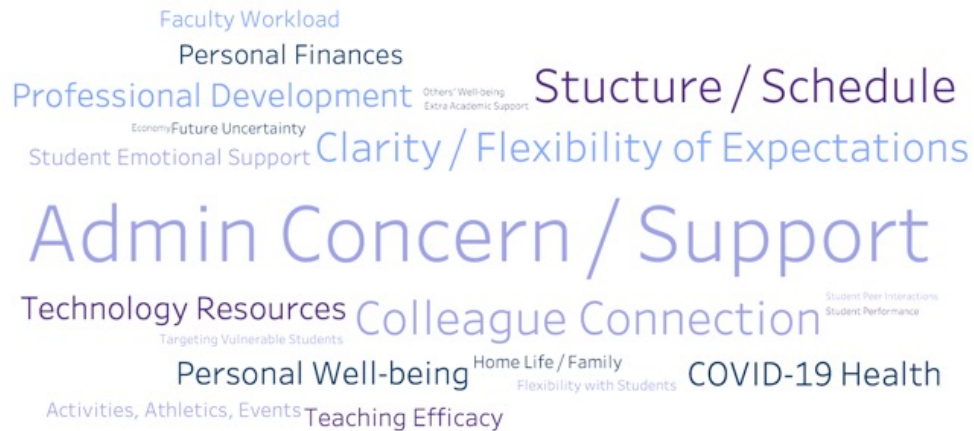 Faculty Workload
Personal Finances
Stucture / Schedule
Professional Development
Others' Well-being
Extra Academic Support
Economy
Future Uncertainty
Student Emotional Support
Clarity / Flexibility of Expectations
Admin Concern / Support
Technology Resources
Colleague Connection
Student Peer Interactions
Student Performance
Targeting Vulnerable Students
Personal Well-being
Home Life / Family
Flexibility with Students
COVID-19 Health
Activities, Athletics, Events
Teaching Efficacy